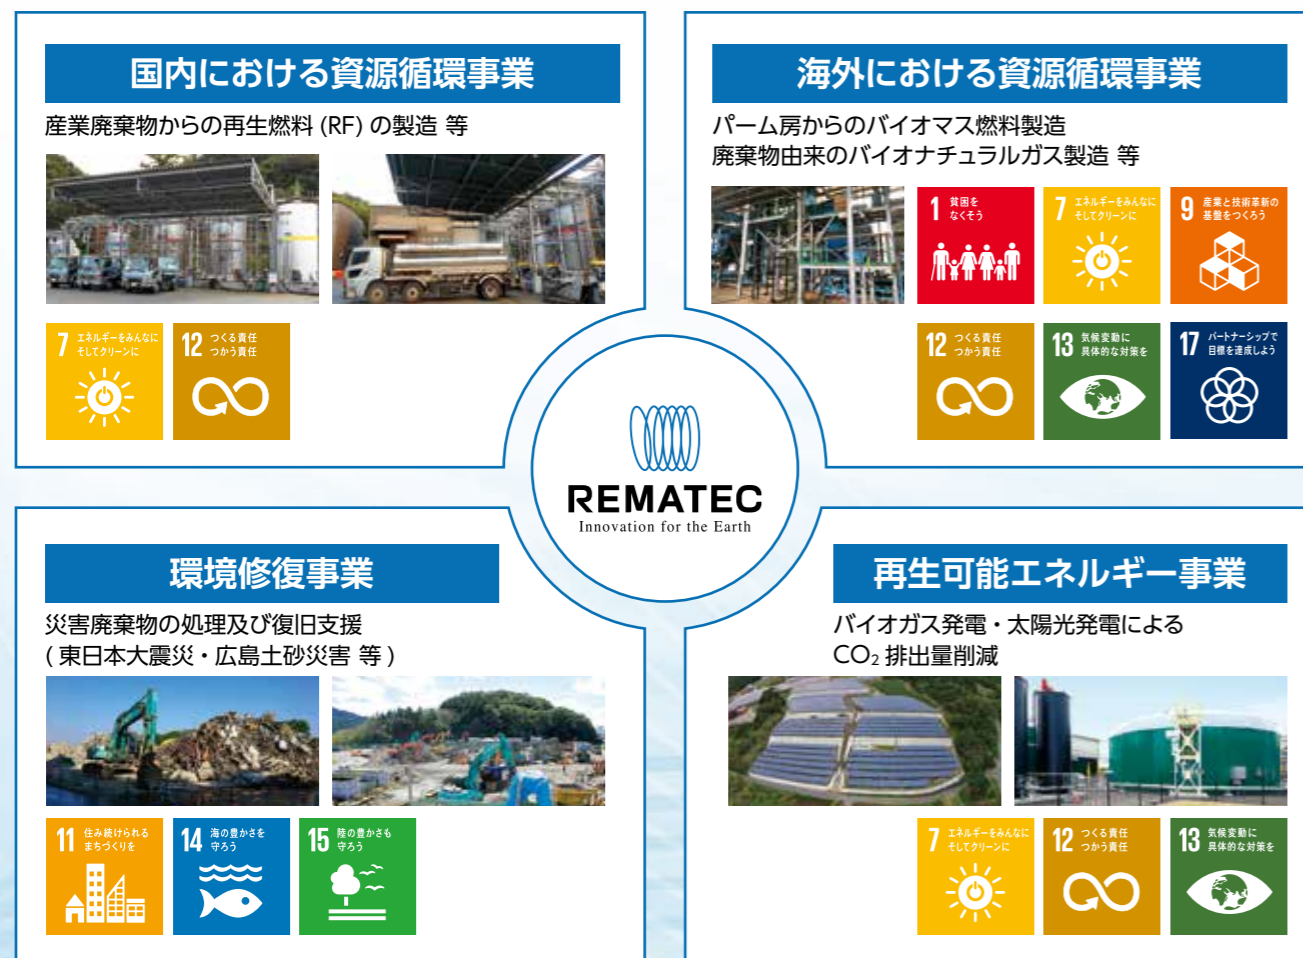 国内における資源循環事業
産業廃棄物からの再生燃料 (RF) の製造 等
7 エネルギーをみんなに
そしてクリーンに
12 つくる責任
つかう責任
海外における資源循環事業
パーム房からのバイオマス燃料製造
廃棄物由来のバイオナチュラルガス製造 等
1 貧困を
なくそう
7 エネルギーをみんなに
そしてクリーンに
9 産業と技術革新の
基盤をつくろう
12 つくる責任
つかう責任
13 気候変動に
具体的な対策を
17 パートナーシップで
目標を達成しよう
REMATEC
Innovation for the Earth
環境修復事業
災害廃棄物の処理及び復旧支援
( 東日本大震災・広島土砂災害 等 )
11 住み続けられる
まちづくりを
14 海の豊かさを
守ろう
15 陸の豊かさも
守ろう
再生可能エネルギー事業
バイオガス発電・太陽光発電による
CO₂ 排出量削減
7 エネルギーをみんなに
そしてクリーンに
12 つくる責任
つかう責任
13 気候変動に
具体的な対策を